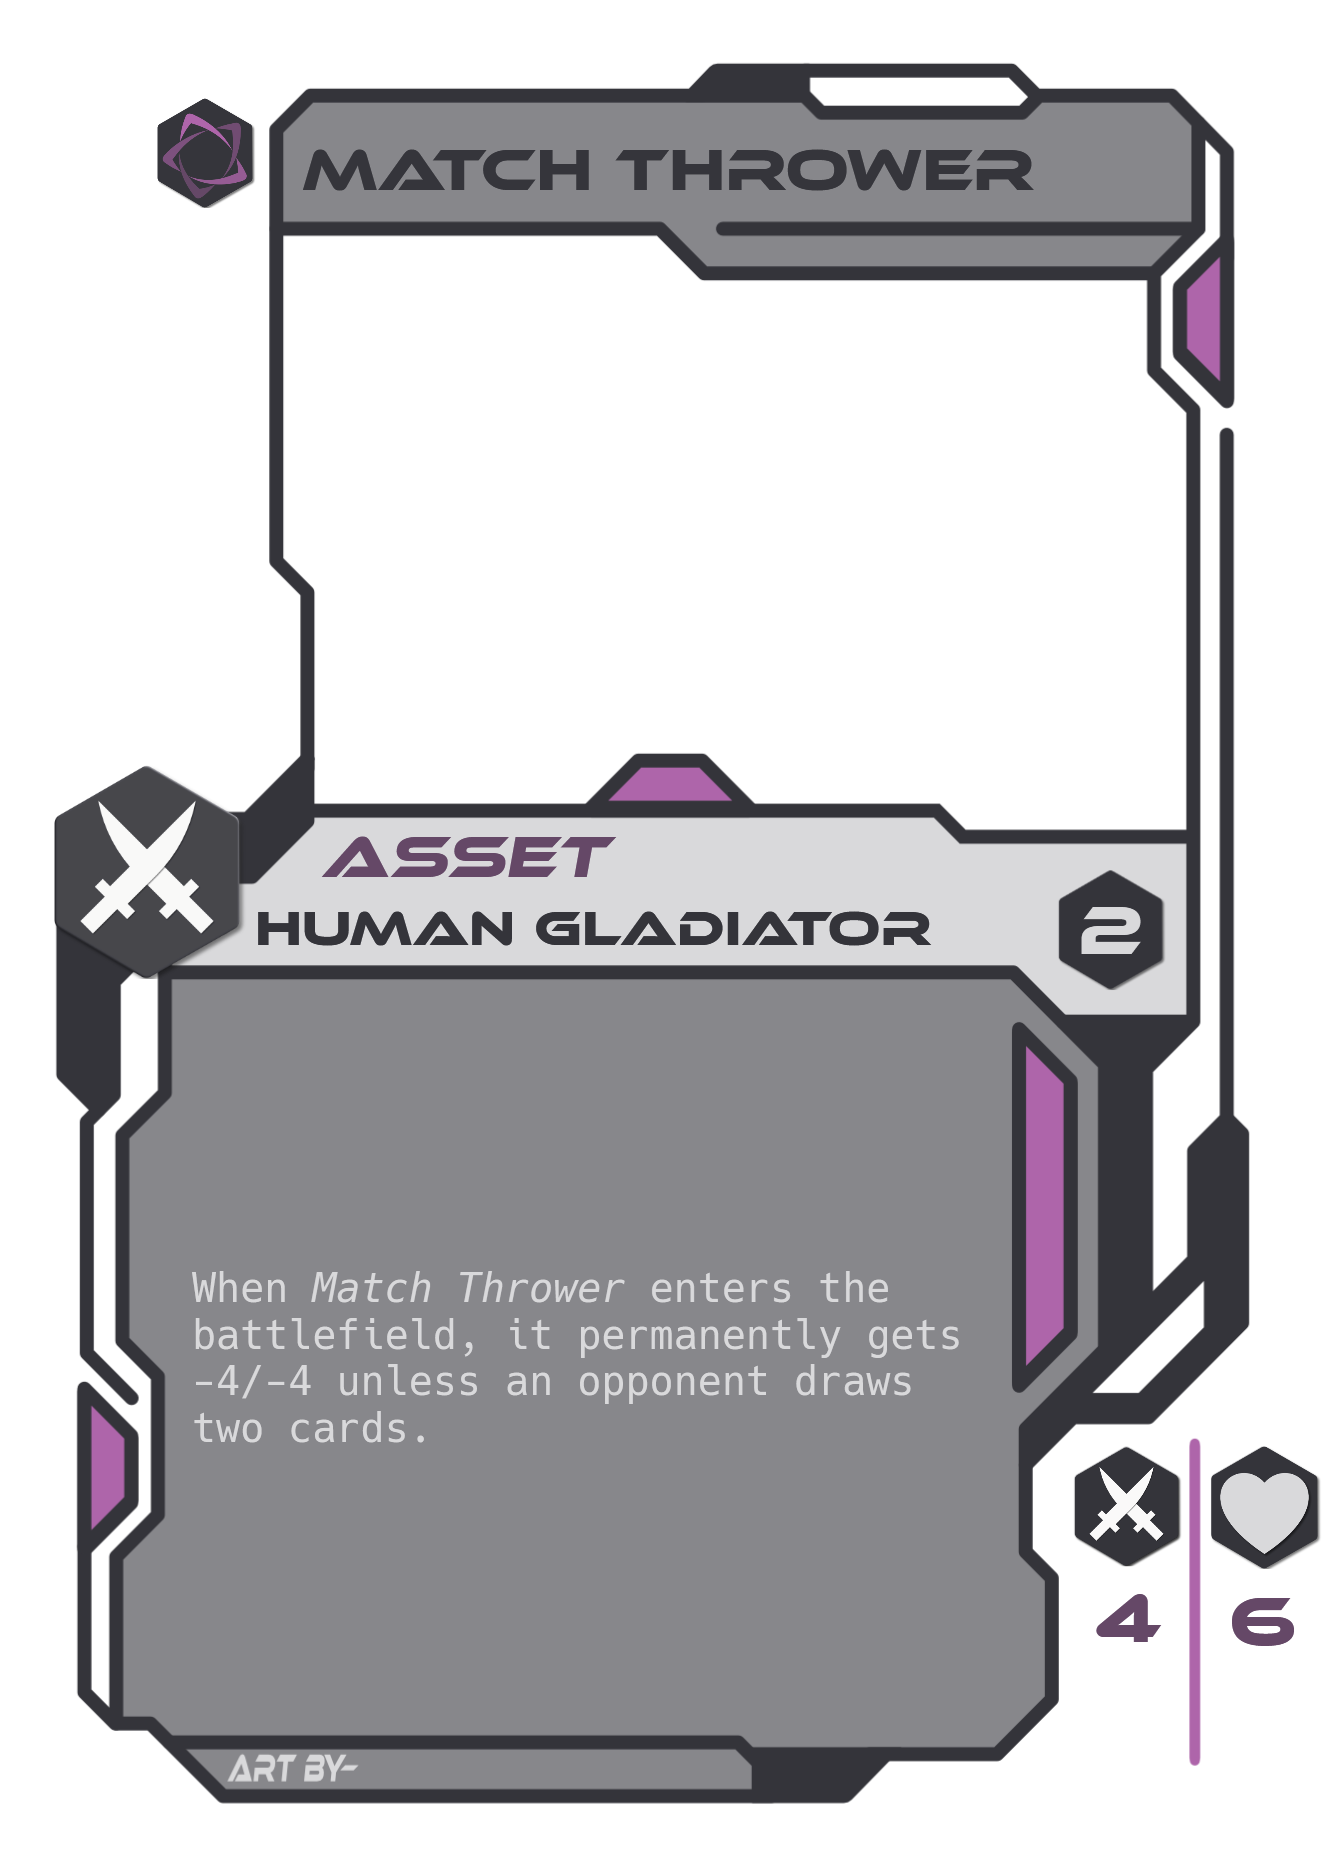 MATCH THROWER
ASSET
HUMAN GLADIATOR
2
When Match Thrower enters the
battlefield, it permanently gets
-4/-4 unless an opponent draws
two cards.
4
6
ART BY-